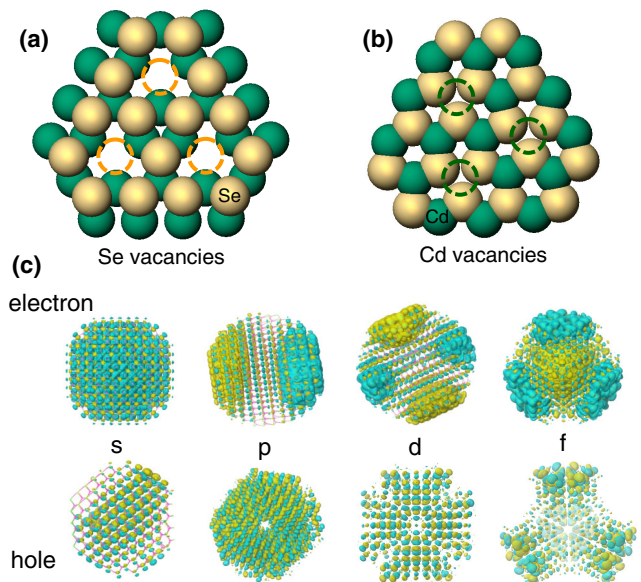 (a)
(b)
Se
Cd
Se vacancies
Cd vacancies
(c)
electron
s
p
d
f
hole